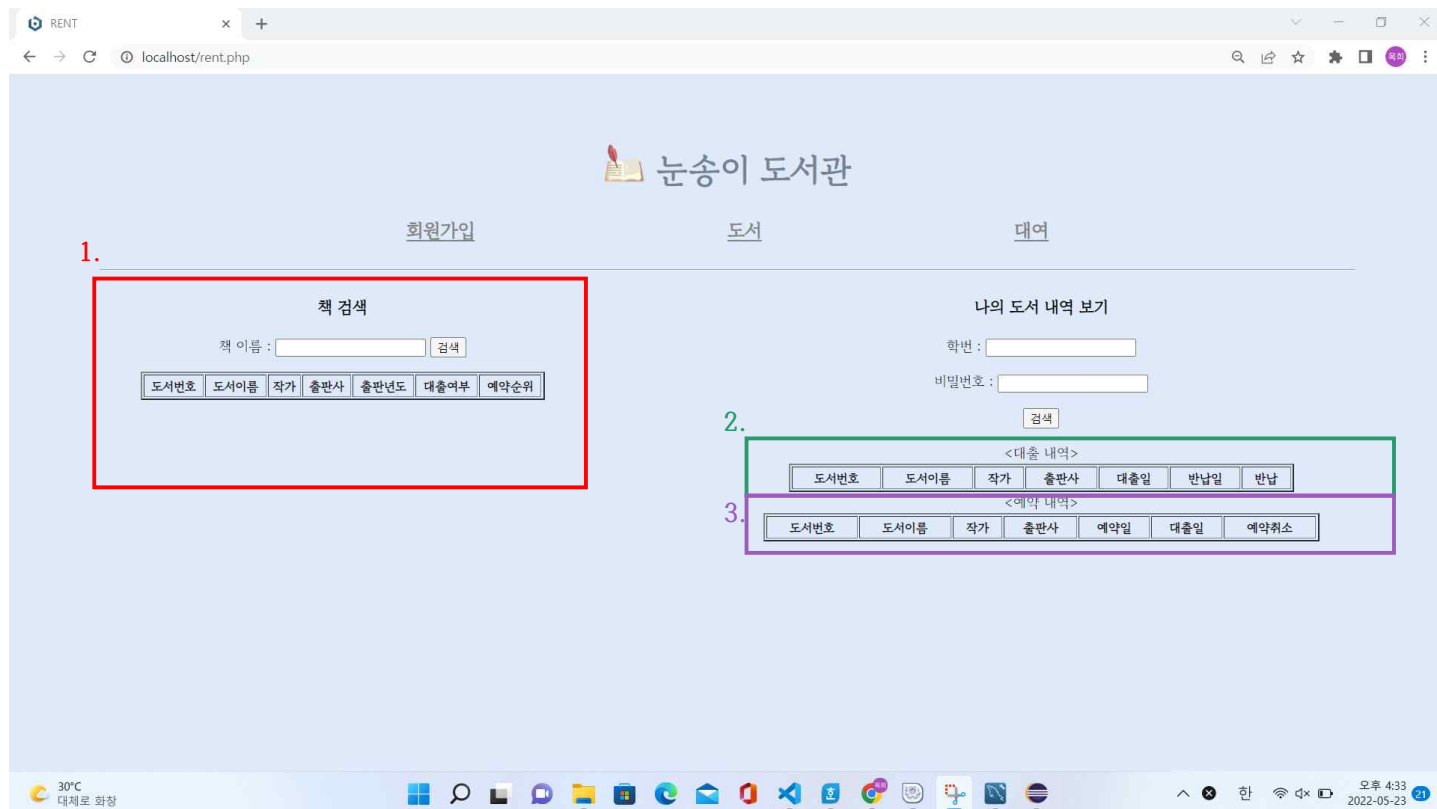 RENT
localhost/rent.php
목희
눈송이 도서관
회원가입 도서 대여
1.
책 검색
책 이름 : 검색
도서번호 도서이름 작가 출판사 출판년도 대출여부 예약순위
나의 도서 내역 보기
학번 :
비밀번호 :
검색
2.
<대출 내역>
도서번호 도서이름 작가 출판사 대출일 반납일 반납
3.
<예약 내역>
도서번호 도서이름 작가 출판사 예약일 대출일 예약취소
30°C
대체로 화창
한
오후 4:33
2022-05-23
21